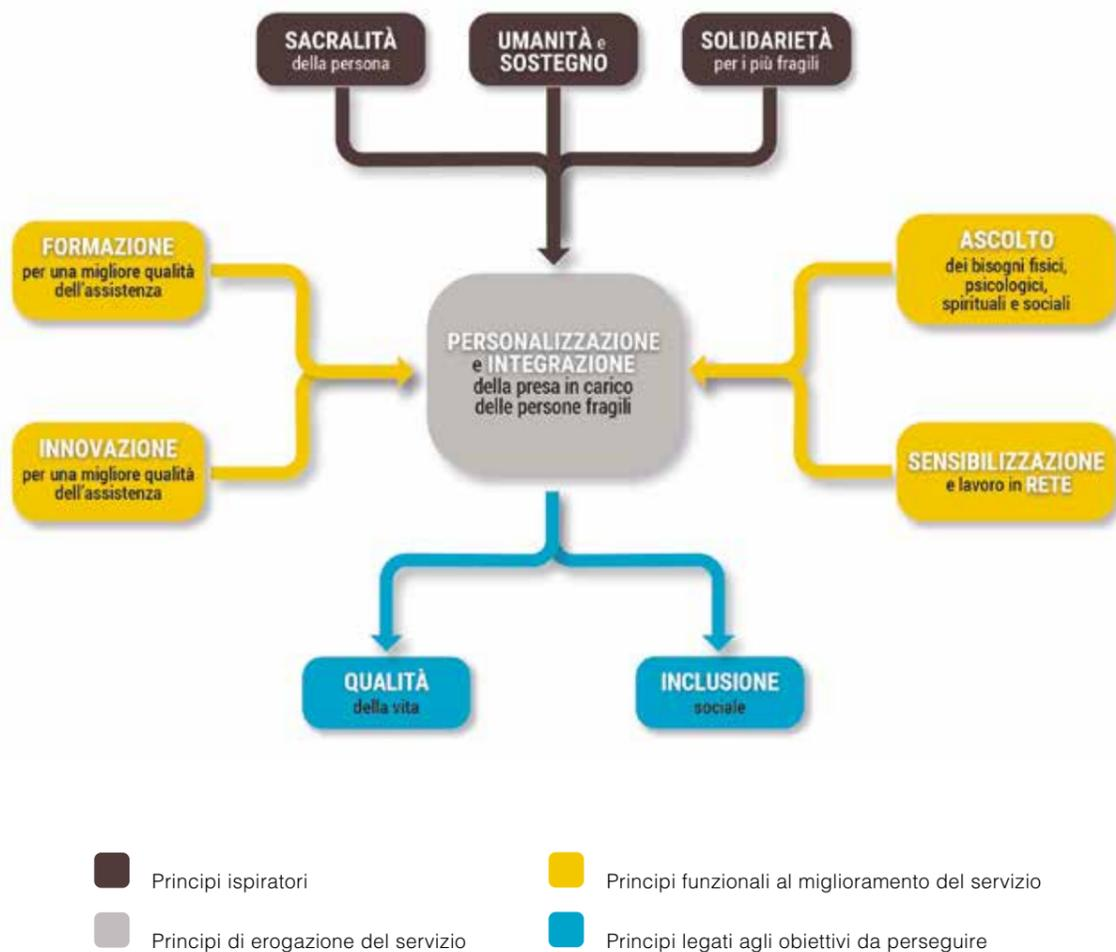 SACRALITÀ
della persona
UMANITÀ e
SOSTEGNO
SOLIDARIETÀ
per i più fragili
FORMAZIONE
per una migliore qualità
dell'assistenza
ASCOLTO
dei bisogni fisici,
psicologici,
spirituali e sociali
PERSONALIZZAZIONE
e INTEGRAZIONE
della presa in carico
delle persone fragili
INNOVAZIONE
per una migliore qualità
dell'assistenza
SENSIBILIZZAZIONE
e lavoro in RETE
QUALITÀ
della vita
INCLUSIONE
sociale
Principi ispiratori
Principi funzionali al miglioramento del servizio
Principi di erogazione del servizio
Principi legati agli obiettivi da perseguire